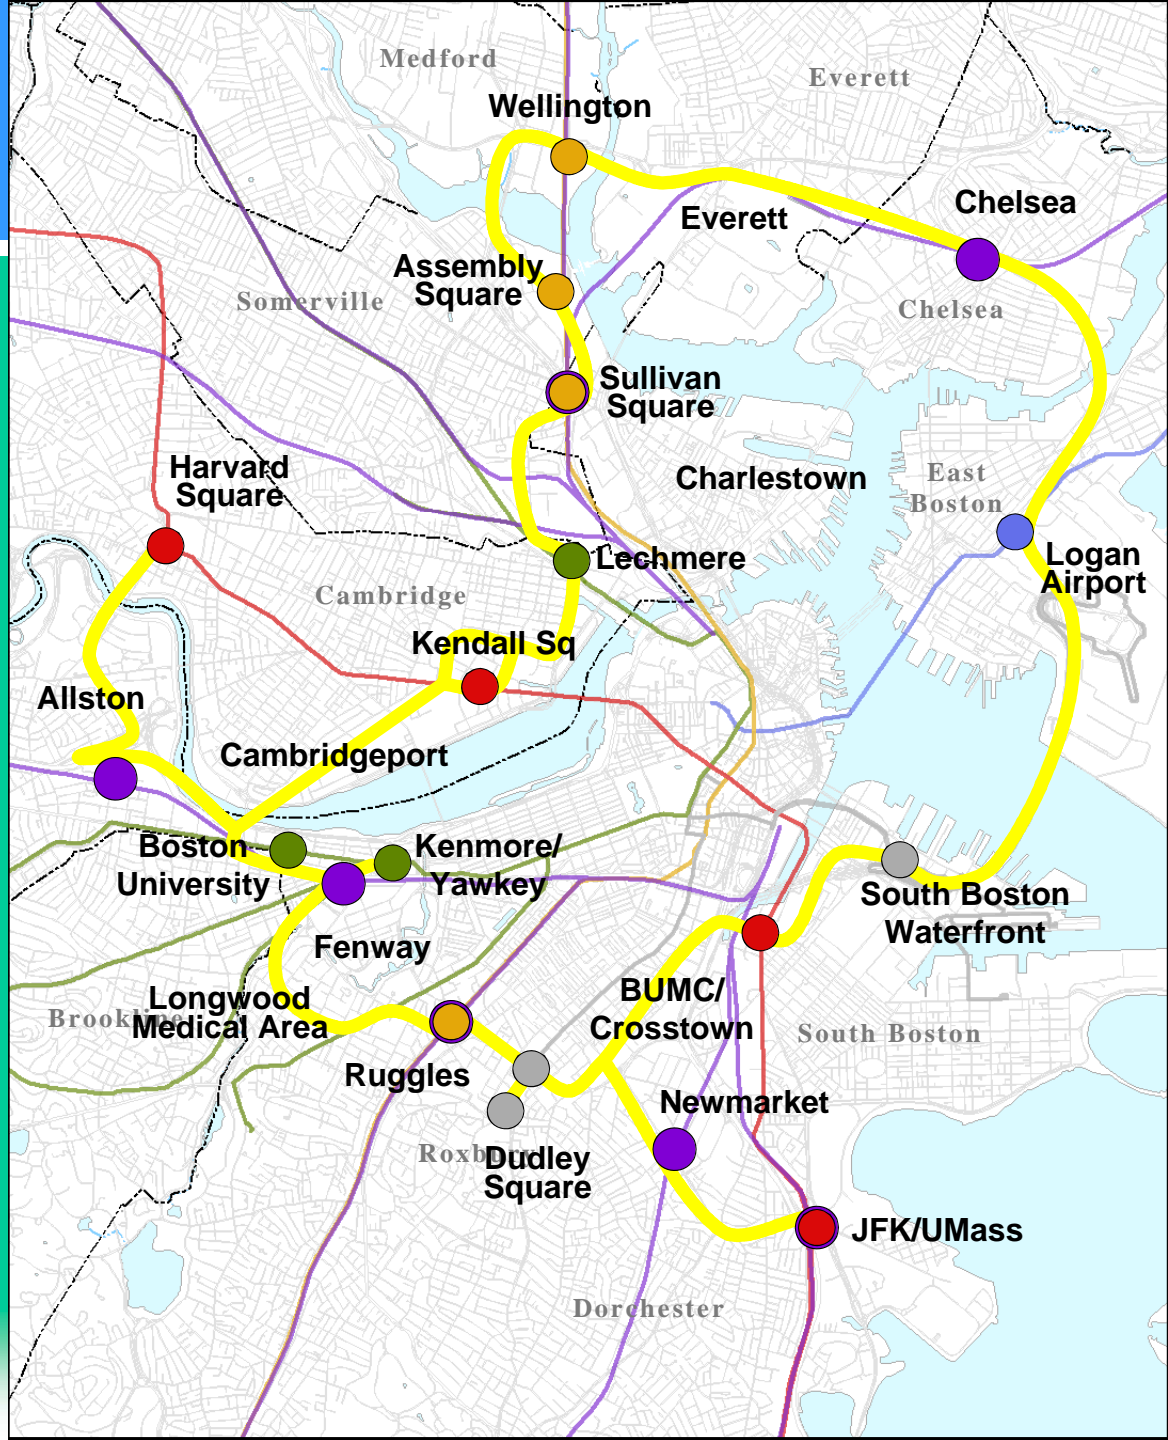 Medford
Everett
Wellington
Chelsea
Everett
Assembly
Square
Somerville
Chelsea
Sullivan
Square
Harvard
Square
Charlestown
East
Boston
Lechmere
Logan
Airport
Cambridge
Kendall Sq
Allston
Cambridgeport
Boston
University
Kenmore/
Yawkey
South Boston
Waterfront
Fenway
BUMC/
Crosstown
Longwood
Medical Area
Brookline
South Boston
Ruggles
Newmarket
Roxbury
Dudley
Square
JFK/UMass
Dorchester